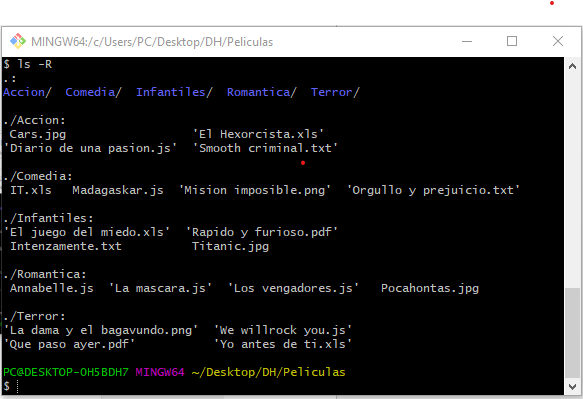 MINGW64:/c/Users/PC/Desktop/DH/Peliculas
$ ls -R
.:
Accion/  Comedia/  Infantiles/  Romantica/  Terror/
./Accion:
Cars.jpg                  'El Hexorcista.xls'
'Diario de una pasion.js'  'Smooth criminal.txt'
./Comedia:
IT.xls   Madagaskar.js  'Mision imposible.png'  'Orgullo y prejuicio.txt'
./Infantiles:
'El juego del miedo.xls'  'Rapido y furioso.pdf'
Intenzamente.txt          Titanic.jpg
./Romantica:
Annabelle.js  'La mascara.js'  'Los vengadores.js'   Pocahontas.jpg
./Terror:
'La dama y el bagavundo.png'  'We willrock you.js'
'Que paso ayer.pdf'           'Yo antes de ti.xls'
PC@DESKTOP-OH5BDH7 MINGW64 ~/Desktop/DH/Peliculas
$